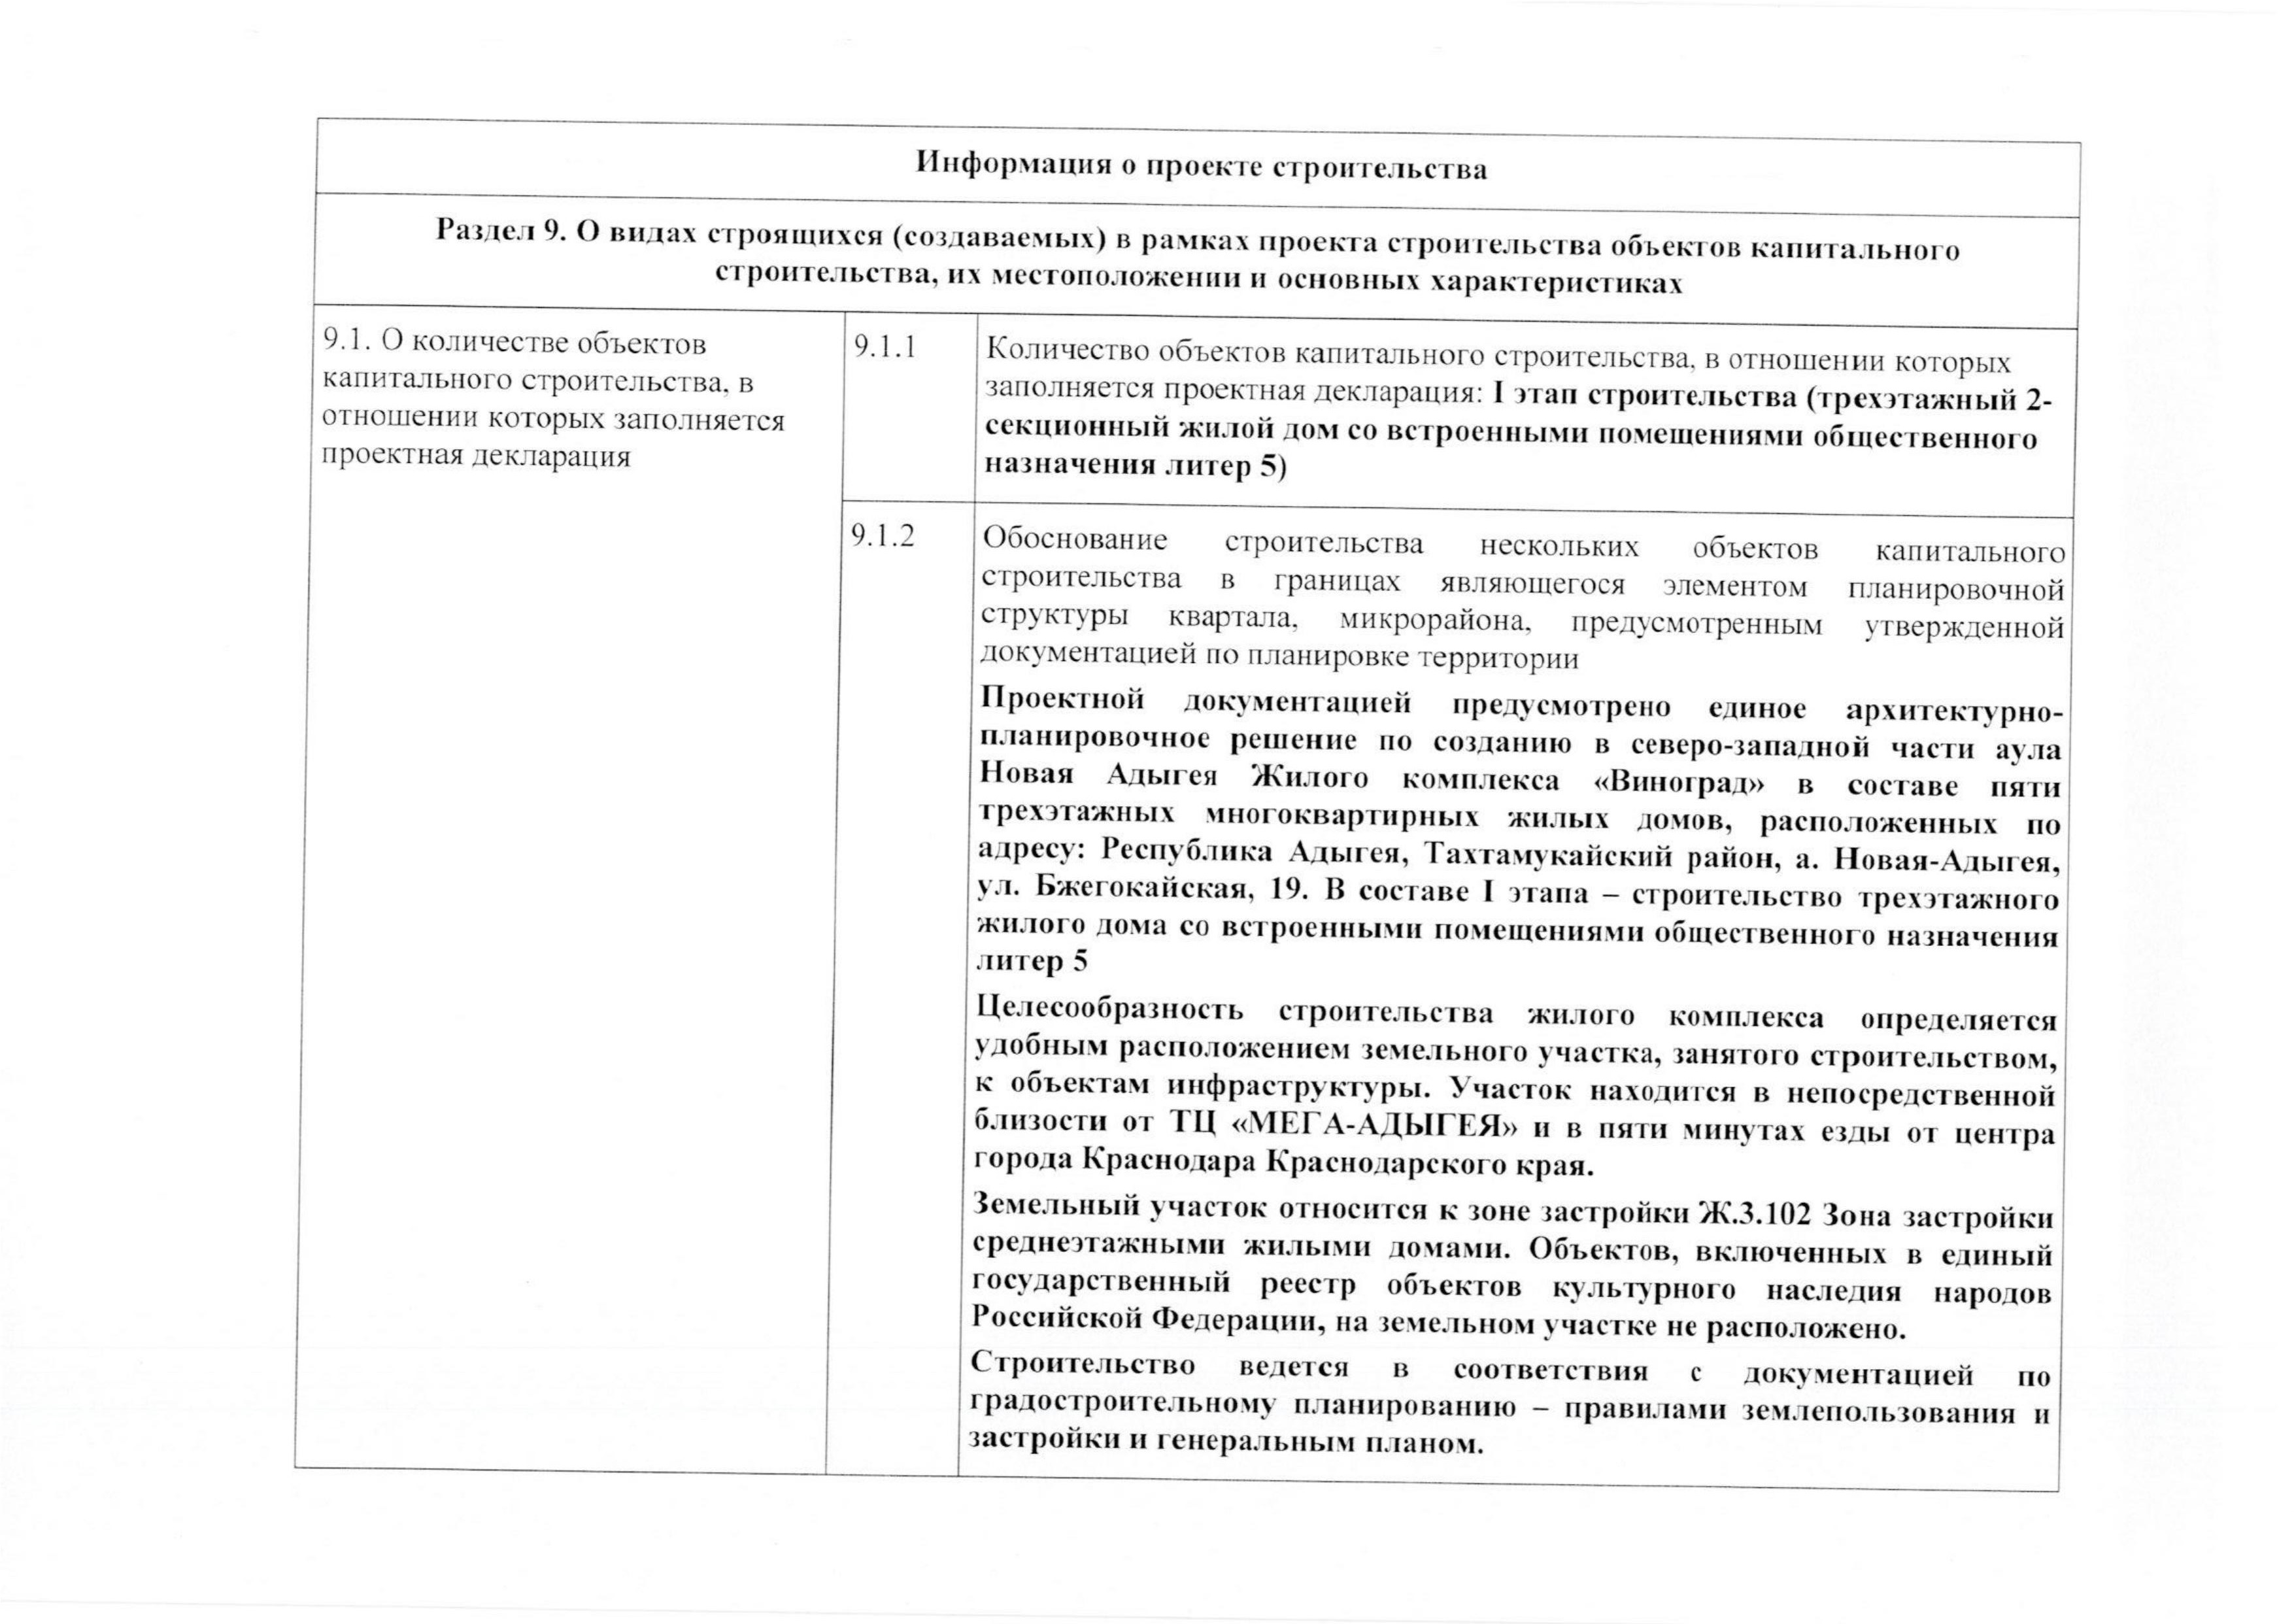 Информация о проекте строительства
Раздел 9. О видах строящихся (создаваемых) в рамках проекта строительства объектов капитального
строительства, их местоположении и основных характеристиках
9.1. О количестве объектов
капитального строительства, в
отношении которых заполняется
проектная декларация
9.1.1
Количество объектов капитального строительства, в отношении которых
заполняется проектная декларация: I этап строительства (трехэтажный 2-
секционный жилой дом со встроенными помещениями общественного
назначения литер 5)
9.1.2
Обоснование строительства нескольких объектов капитального
строительства в границах являющегося элементом планировочной
структуры квартала, микрорайона, предусмотренным утвержденной
документацией по планировке территории
Проектной документацией предусмотрено единое архитектурно-
планировочное решение по созданию в северо-западной части аула
Новая Адыгея Жилого комплекса «Виноград» в составе пяти
трехэтажных многоквартирных жилых домов, расположенных по
адресу: Республика Адыгея, Тахтамукайский район, а. Новая-Адыгея,
ул. Бжегокайская, 19. В составе I этапа – строительство трехэтажного
жилого дома со встроенными помещениями общественного назначения
литер 5
Целесообразность строительства жилого комплекса определяется
удобным расположением земельного участка, занятого строительством,
к объектам инфраструктуры. Участок находится в непосредственной
близости от ТЦ «МЕГА-АДЫГЕЯ» и в пяти минутах езды от центра
города Краснодара Краснодарского края.
Земельный участок относится к зоне застройки Ж.3.102 Зона застройки
среднеэтажными жилыми домами. Объектов, включенных в единый
государственный реестр объектов культурного наследия народов
Российской Федерации, на земельном участке не расположено.
Строительство ведется в соответствия с документацией по
градостроительному планированию – правилами землепользования и
застройки и генеральным планом.